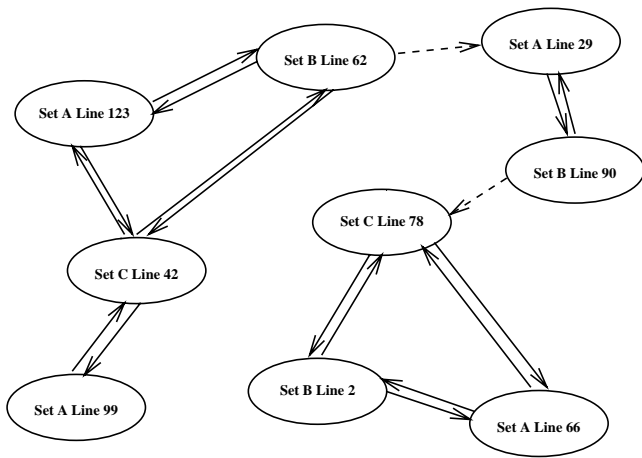 Set B Line 62
Set A Line 29
Set A Line 123
Set B Line 90
Set C Line 78
Set C Line 42
Set B Line 2
Set A Line 99
Set A Line 66